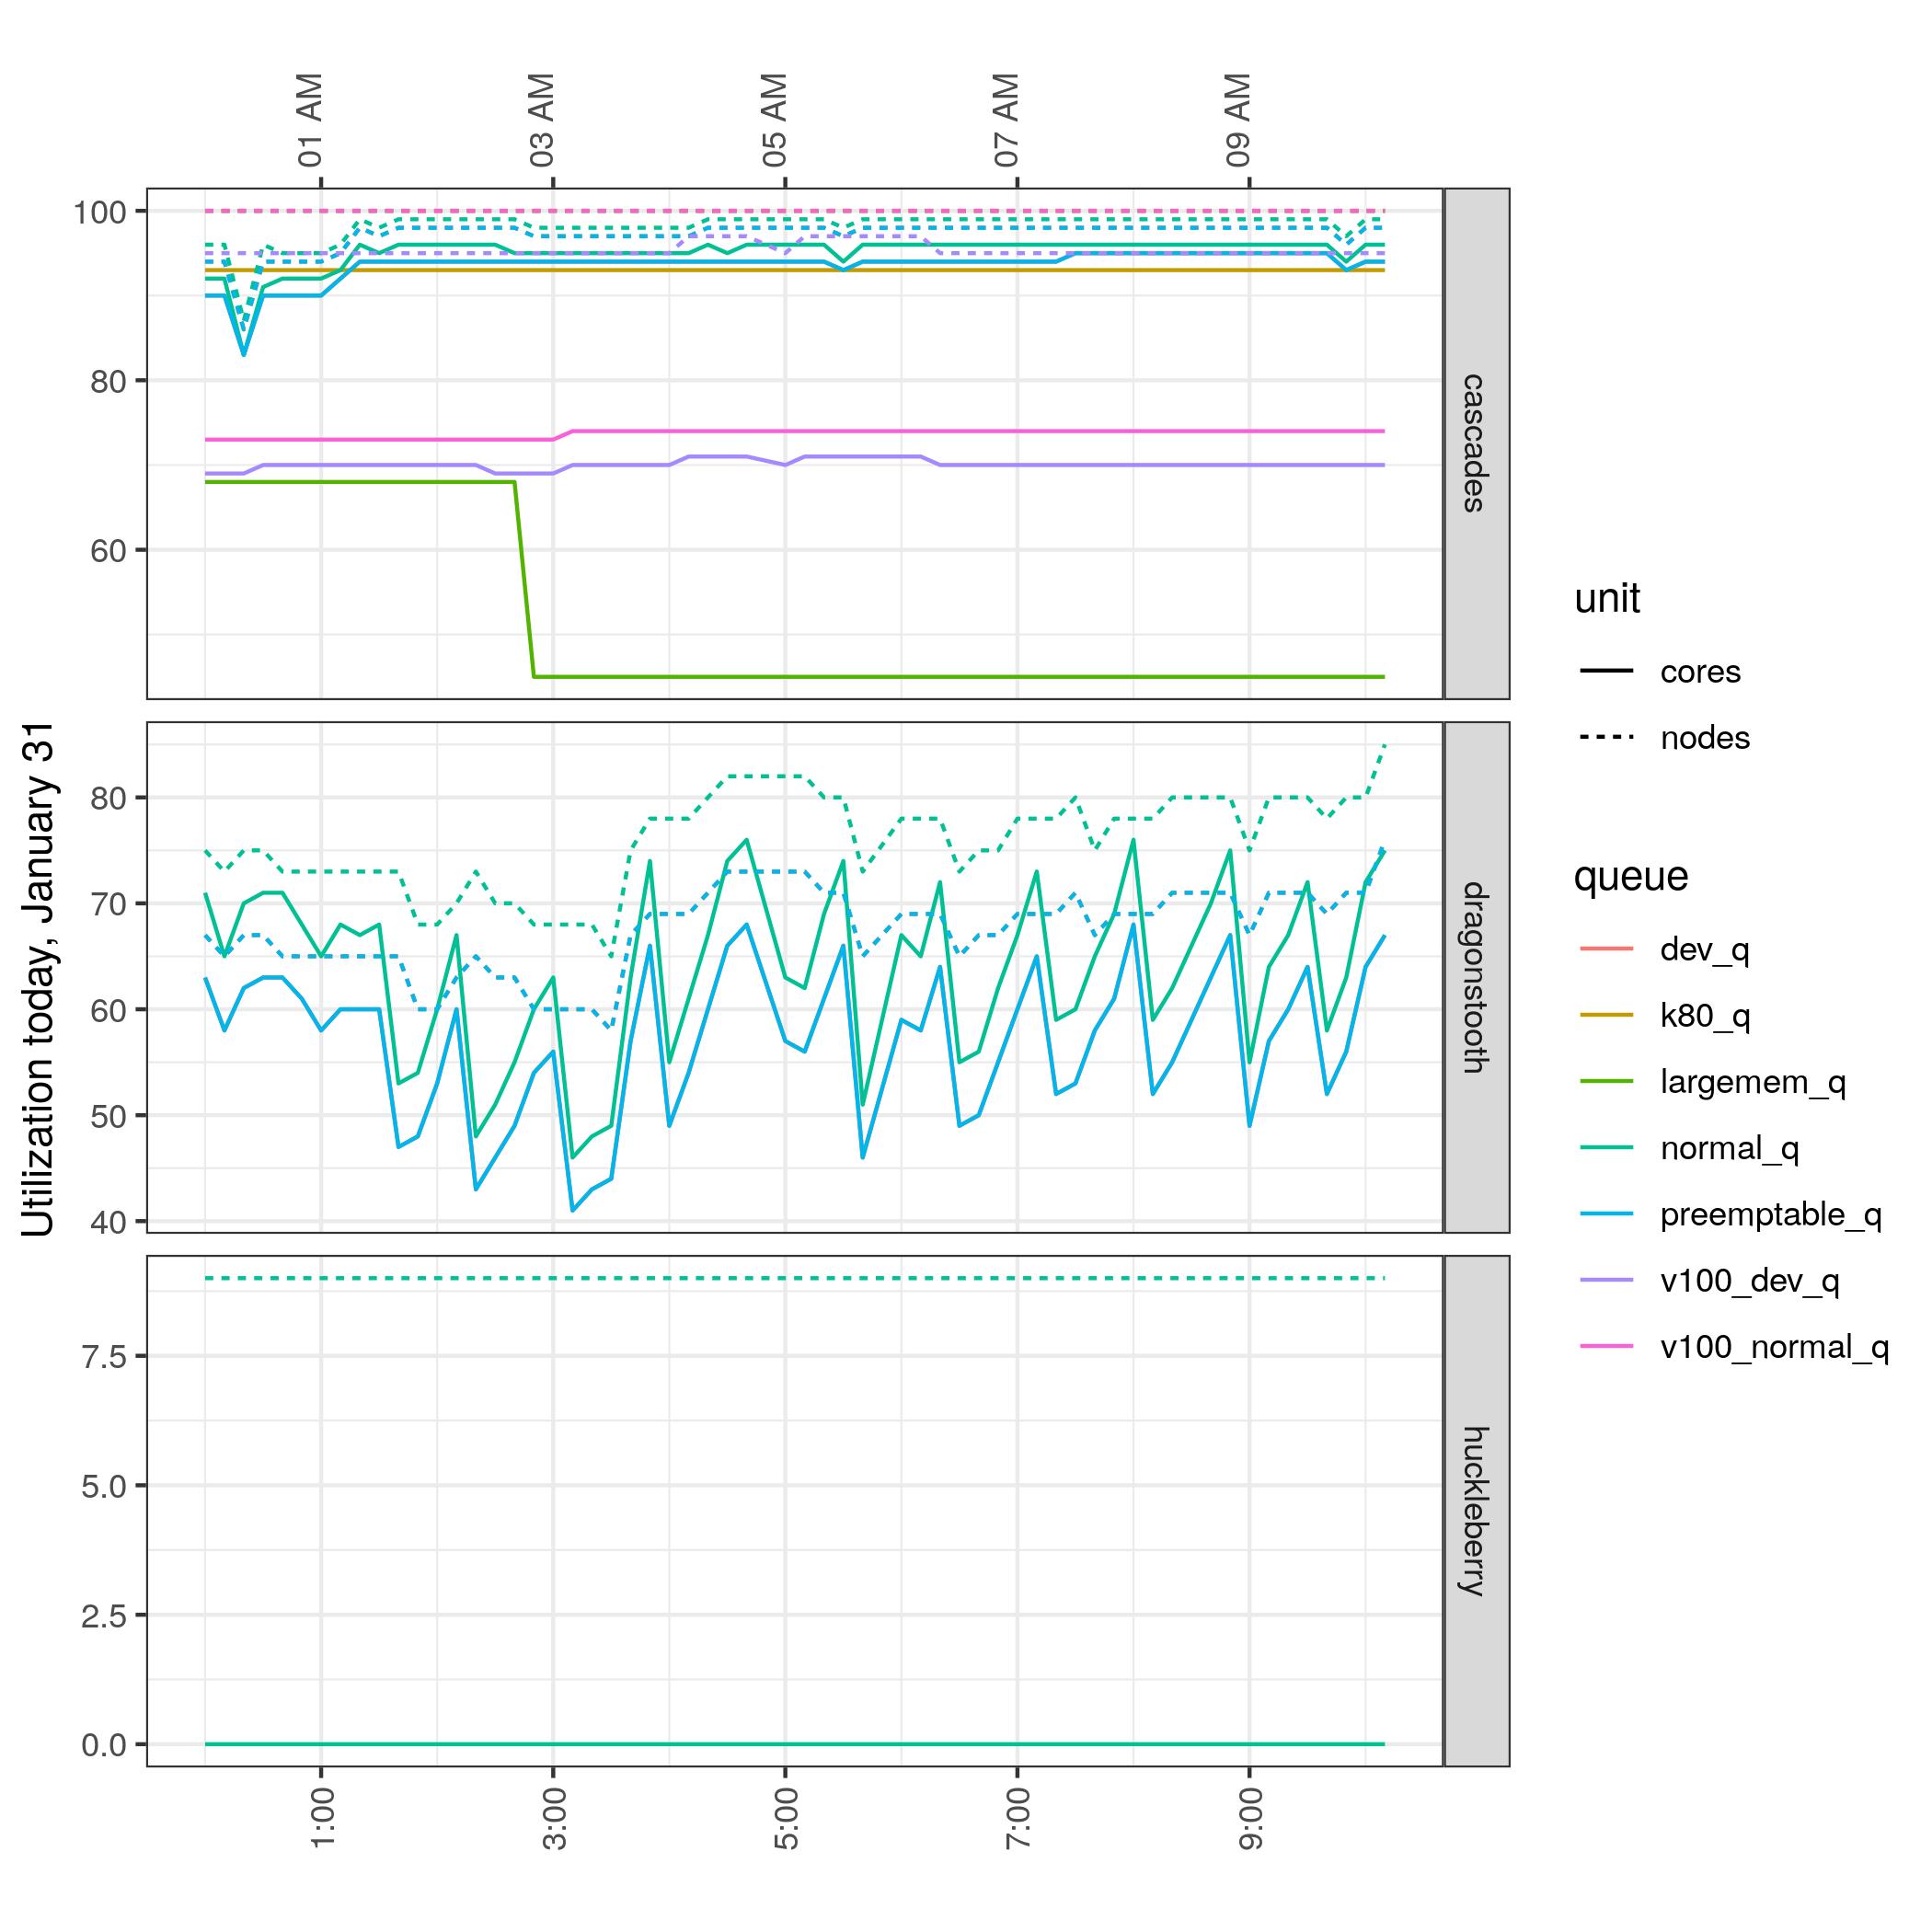 01 AM
03 AM
05 AM
07 AM
09 AM
Utilization today, January 31
100
80
60
cascades
80
70
60
50
40
dragonstooth
7.5
5.0
2.5
0.0
huckleberry
1:00
3:00
5:00
7:00
9:00
unit
cores
nodes
queue
dev_q
k80_q
largemem_q
normal_q
preemptable_q
v100_dev_q
v100_normal_q